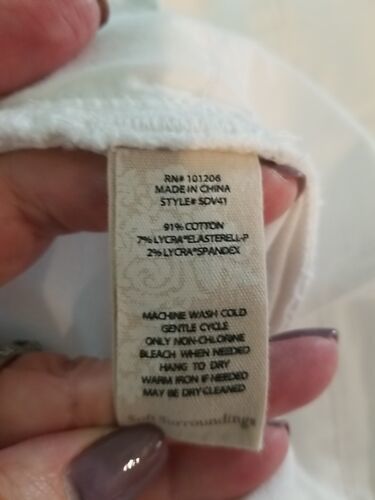 RN# 101206
MADE IN CHINA
STYLE# SDV41
91% COTTON
7% LYCRA® ELASTERELL-P
2% LYCRA® SPANDEX
MACHINE WASH COLD
GENTLE CYCLE
ONLY NON-CHLORINE
BLEACH WHEN NEEDED
HANG TO DRY
WARM IRON IF NEEDED
MAY BE DRY CLEANED
Soft Surroundings